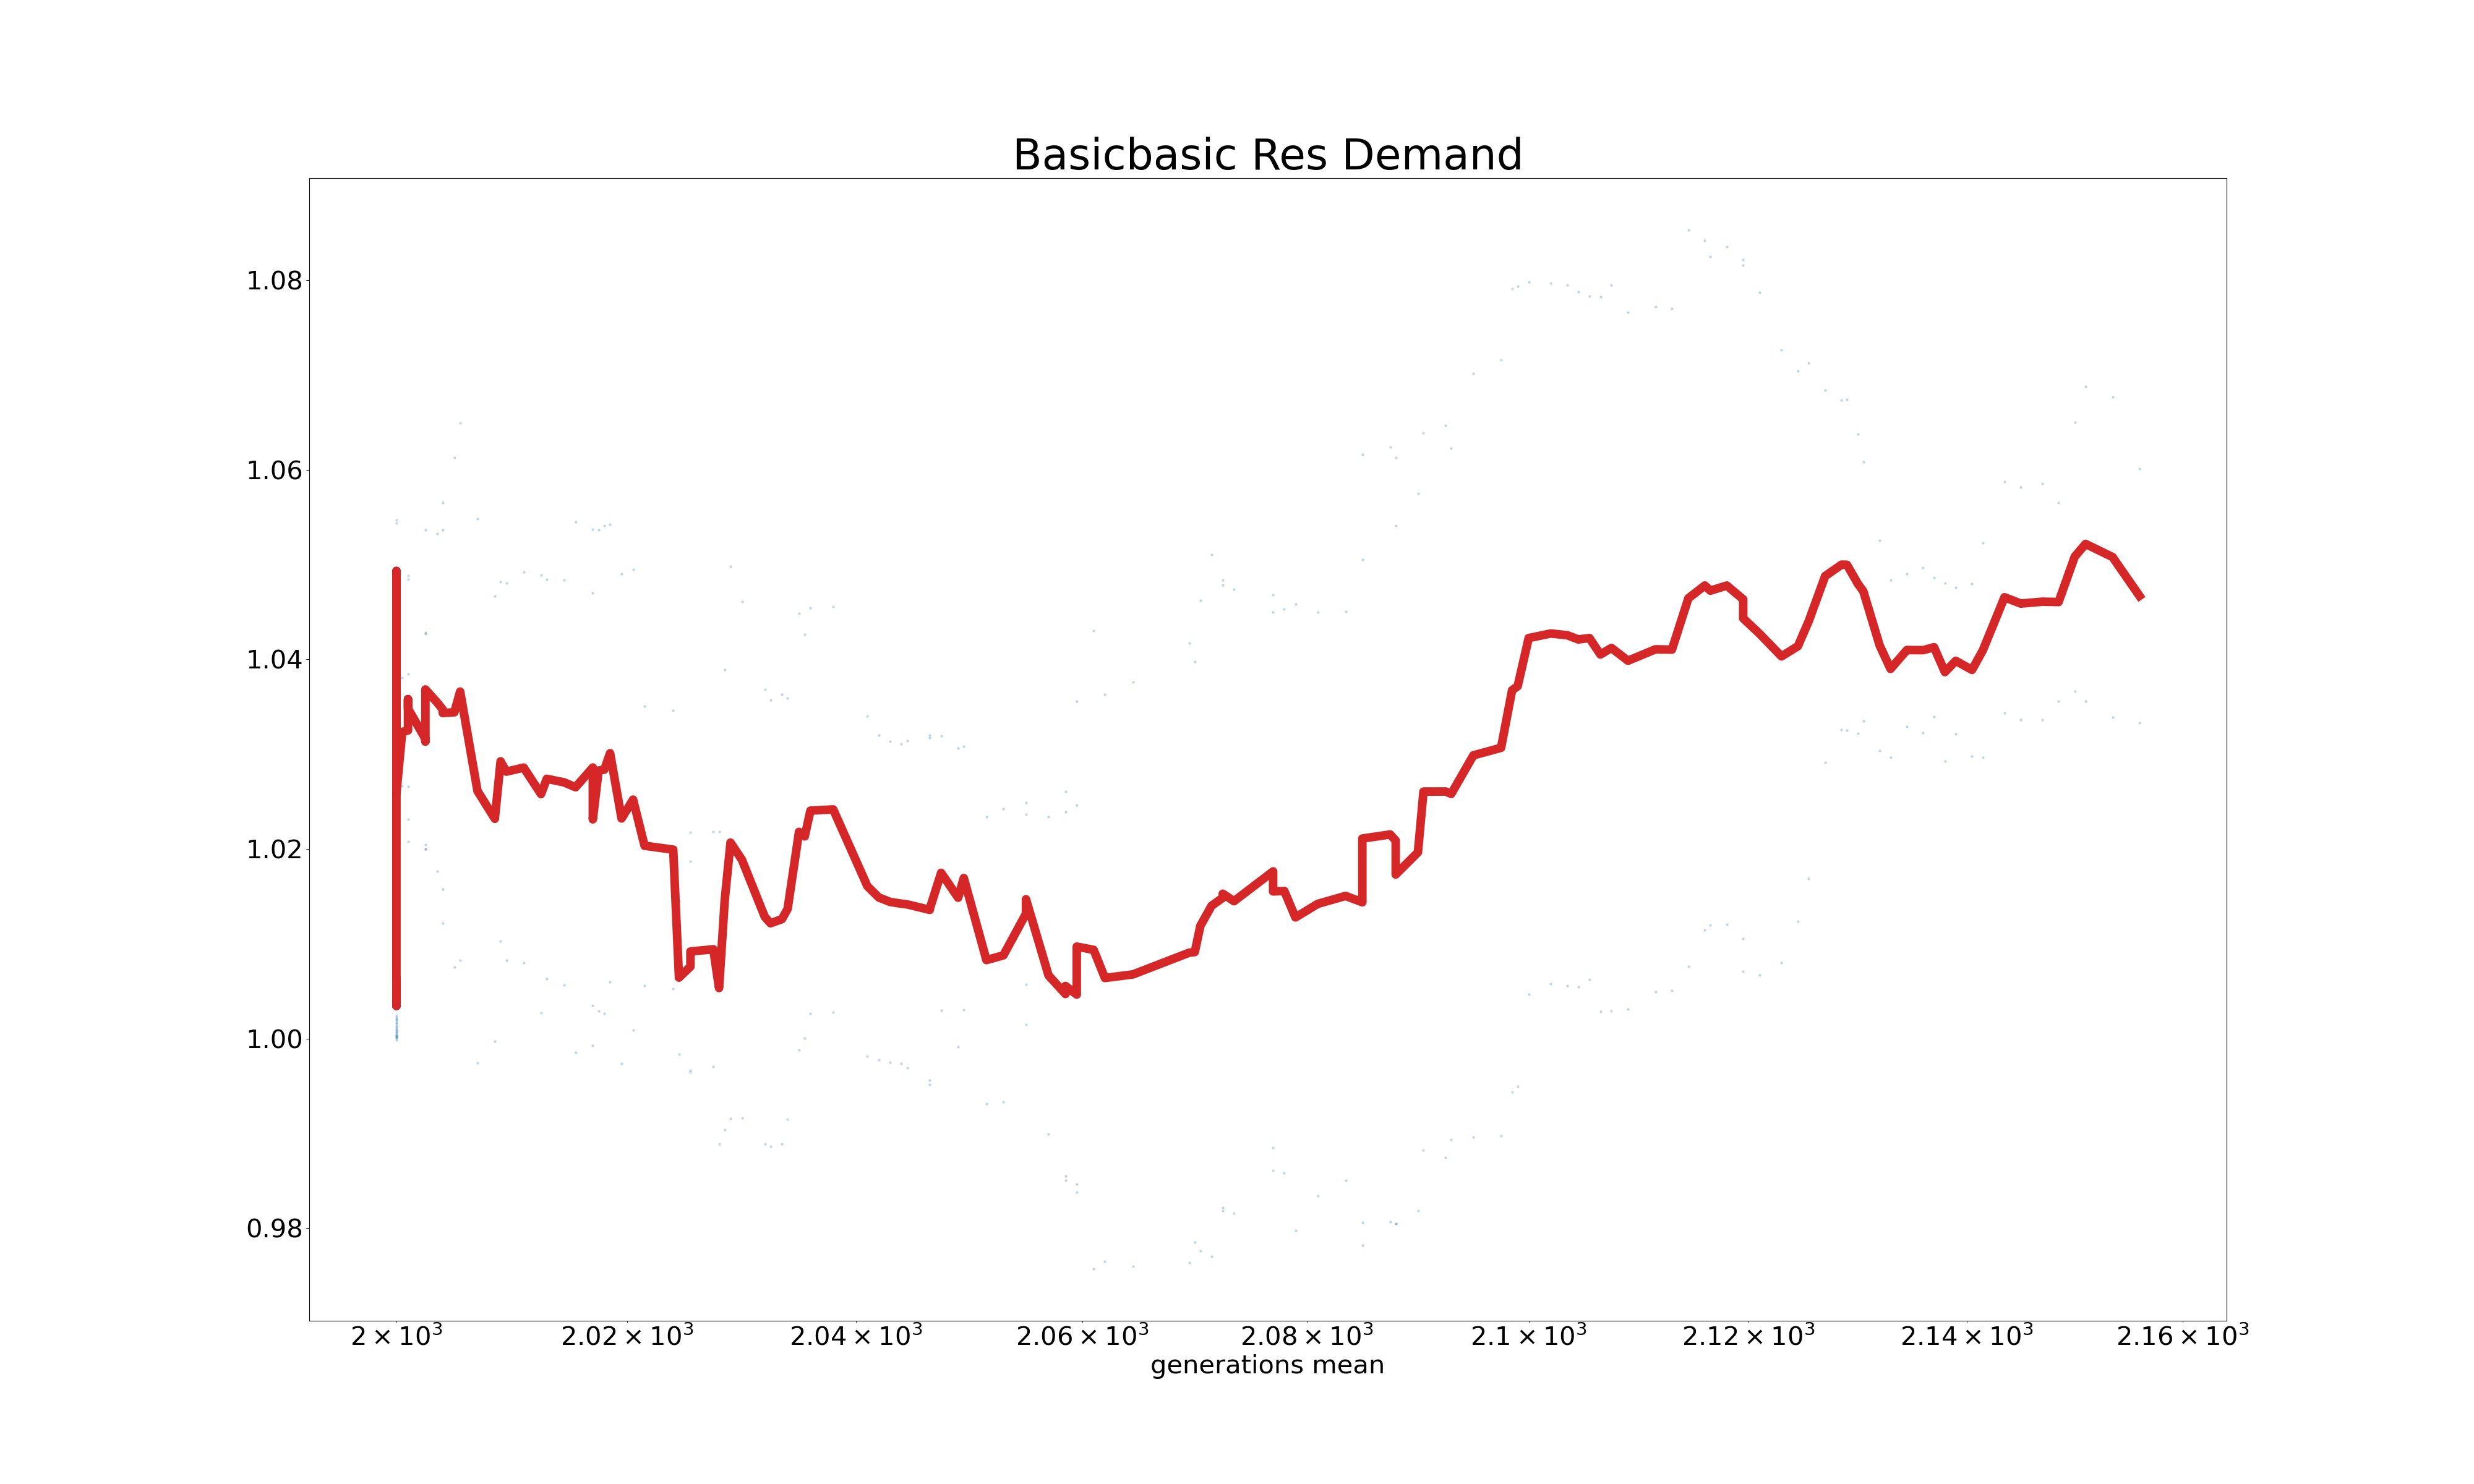 Basicbasic Res Demand
1.08
1.06
1.04
1.02
1.00
0.98
2 × 10³ 2.02 × 10³ 2.04 × 10³ 2.06 × 10³ 2.08 × 10³ 2.1 × 10³ 2.12 × 10³ 2.14 × 10³ 2.16 × 10³
generations mean